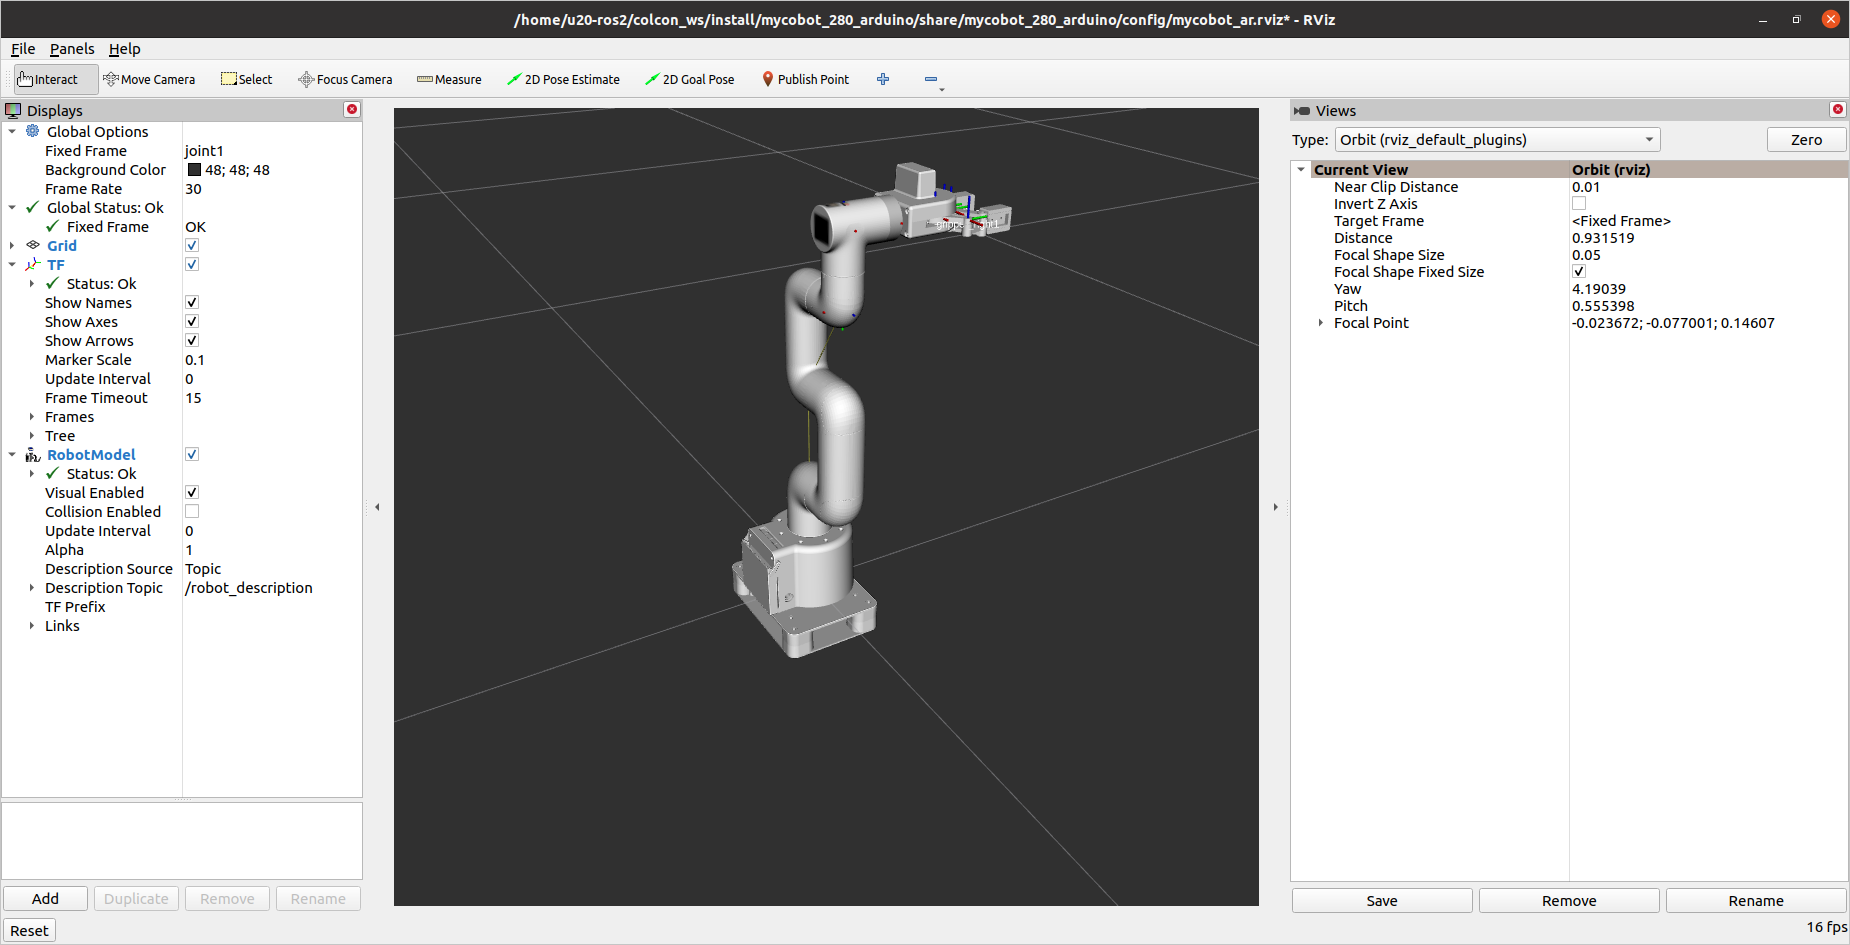 /home/u20-ros2/colcon_ws/install/mycobot_280_arduino/share/mycobot_280_arduino/config/mycobot_ar.rviz* - RViz
File Panels Help
Interact Move Camera Select Focus Camera Measure 2D Pose Estimate 2D Goal Pose Publish Point
Displays
Global Options
Fixed Frame joint1
Background Color 48; 48; 48
Frame Rate 30
Global Status: Ok
Fixed Frame OK
Grid
TF
Status: Ok
Show Names
Show Axes
Show Arrows
Marker Scale 0.1
Update Interval 0
Frame Timeout 15
Frames
Tree
RobotModel
Status: Ok
Visual Enabled
Collision Enabled
Update Interval 0
Alpha 1
Description Source Topic
Description Topic /robot_description
TF Prefix
Links
Add Duplicate Remove Rename
Reset
Views
Type: Orbit (rviz_default_plugins) Zero
Current View Orbit (rviz)
Near Clip Distance 0.01
Invert Z Axis
Target Frame <Fixed Frame>
Distance 0.931519
Focal Shape Size 0.05
Focal Shape Fixed Size
Yaw 4.19039
Pitch 0.555398
Focal Point -0.023672; -0.077001; 0.14607
Save Remove Rename
16 fps